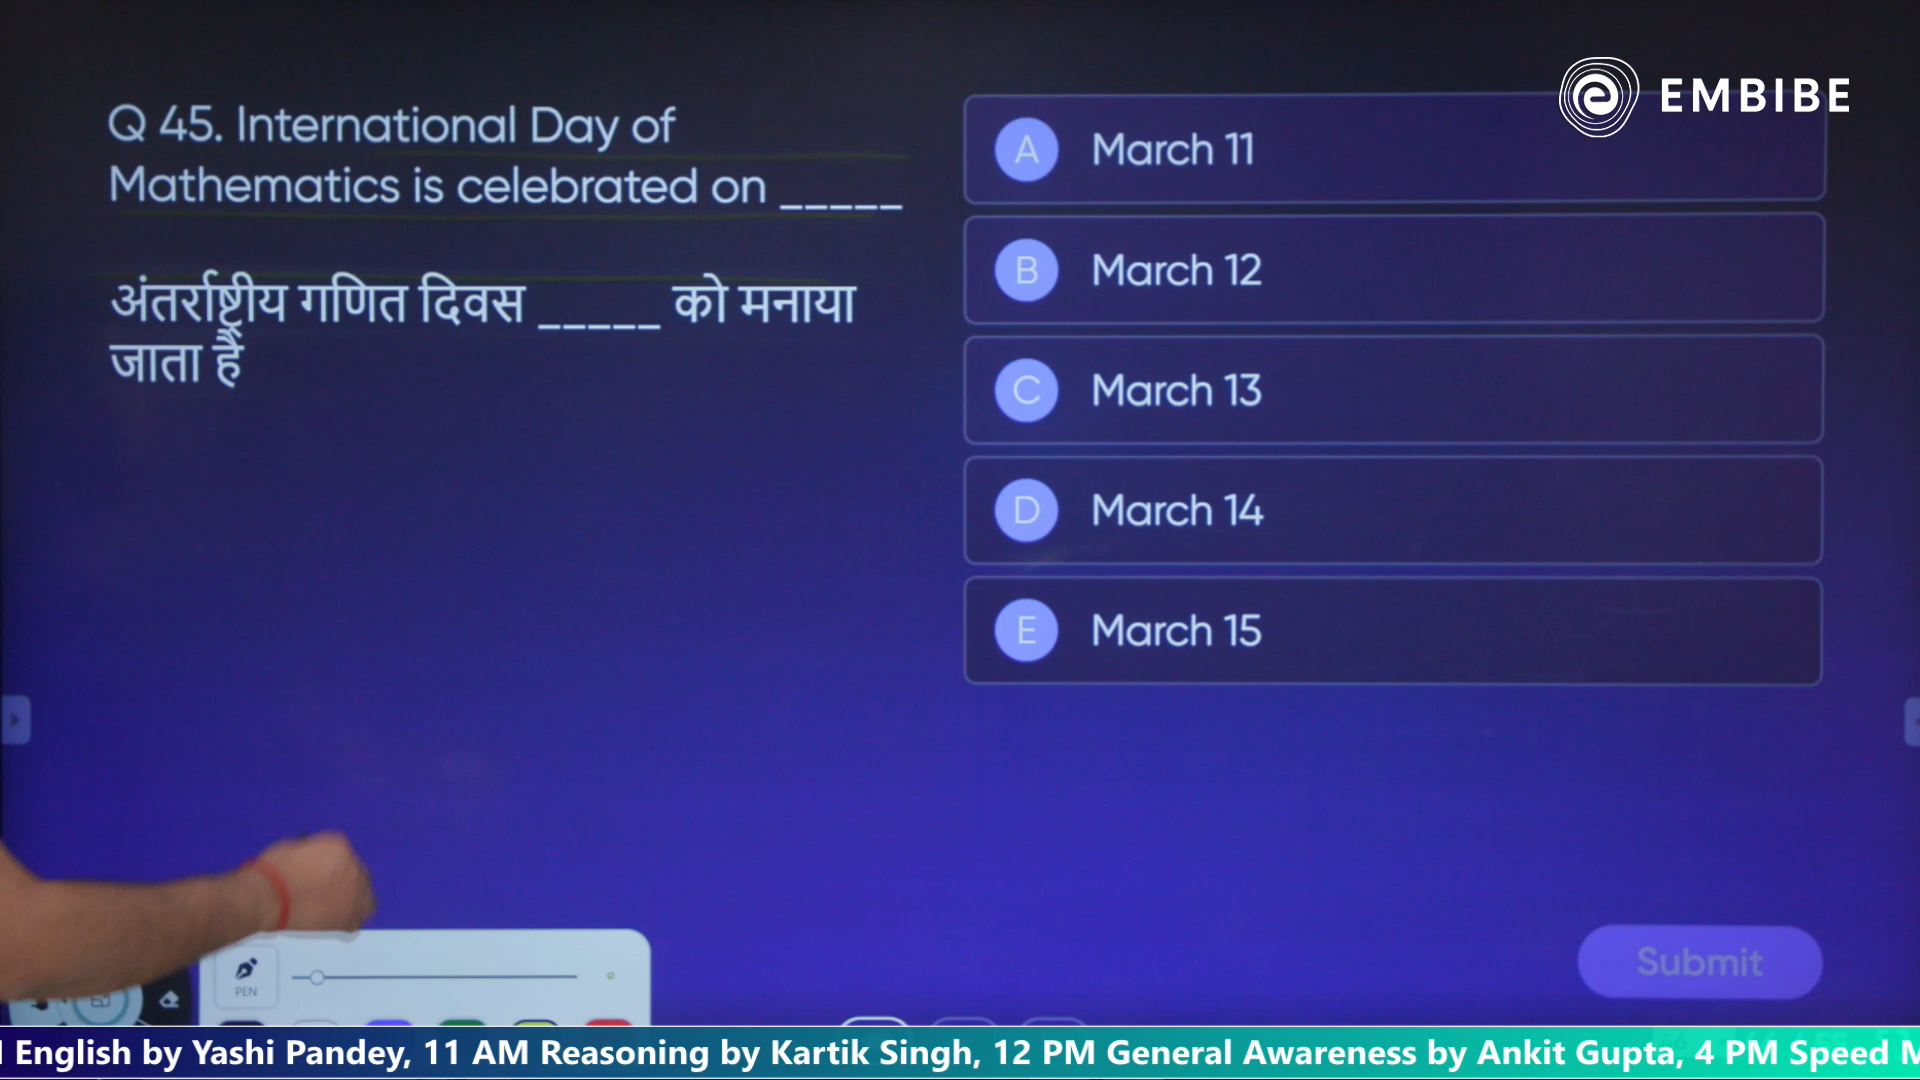 EMBIBE
Q 45. International Day of
Mathematics is celebrated on _____
अंतर्राष्ट्रीय गणित दिवस _____ को मनाया
जाता है
A March 11
B March 12
C March 13
D March 14
E March 15
Submit
PEN
English by Yashi Pandey, 11 AM Reasoning by Kartik Singh, 12 PM General Awareness by Ankit Gupta, 4 PM Speed